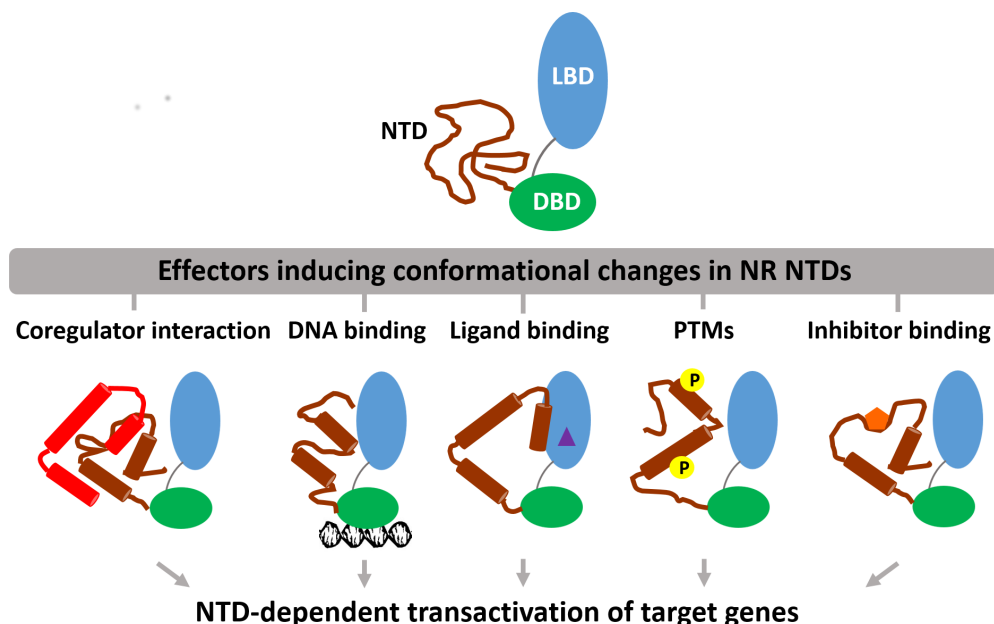 LBD
NTD
DBD
Effectors inducing conformational changes in NR NTDs
Coregulator interaction DNA binding Ligand binding PTMs Inhibitor binding
P
P
NTD-dependent transactivation of target genes